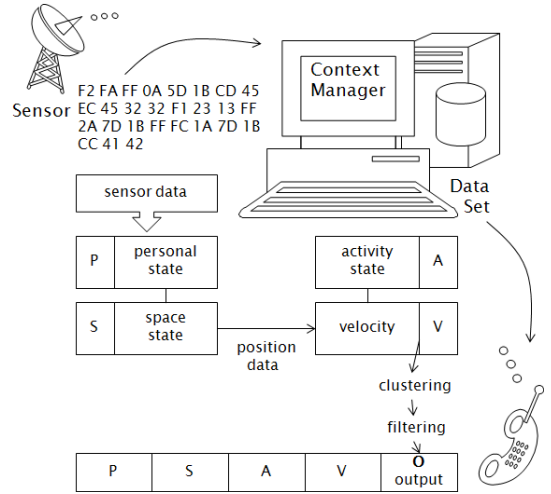 Sensor
F2 FA FF 0A 5D 1B CD 45
EC 45 32 32 F1 23 13 FF
2A 7D 1B FF FC 1A 7D 1B
CC 41 42
Context
Manager
Data
Set
sensor data
P
personal
state
activity
state
A
S
space
state
position
data
velocity
V
clustering
filtering
P
S
A
V
O
output